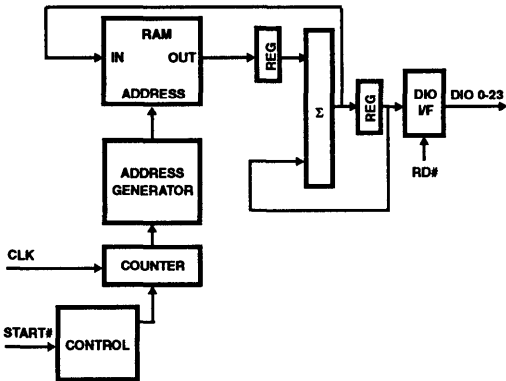 RAM
IN OUT
ADDRESS
REG
Σ
REG
DIO
I/F
DIO 0-23
RD#
ADDRESS
GENERATOR
CLK
COUNTER
START#
CONTROL